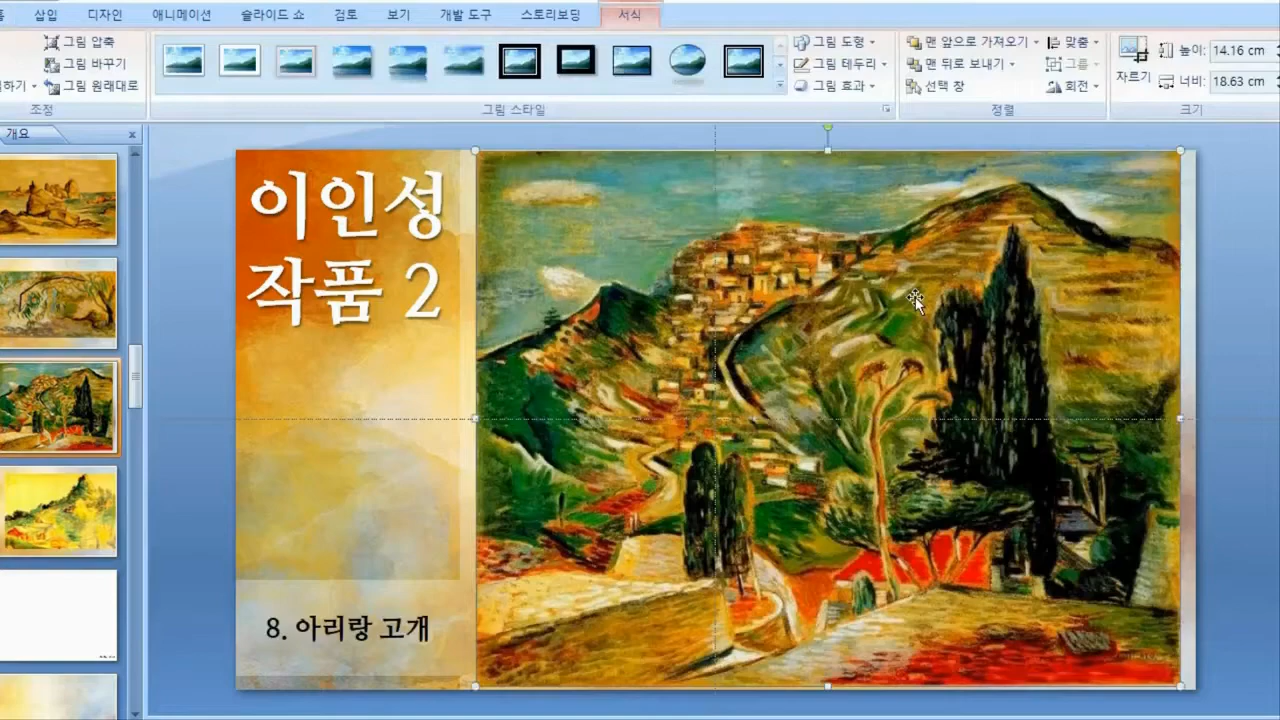 삽입 디자인 애니메이션 슬라이드 쇼 검토 보기 개발 도구 스토리보딩 서식
그림 압축
그림 바꾸기
그림 원래대로
조정
그림 스타일
그림 도형
그림 테두리
그림 효과
맨 앞으로 가져오기
맨 뒤로 보내기
선택 창
맞춤
그룹
회전
정렬
자르기
높이: 14.16 cm
너비: 18.63 cm
크기
개요 x
이인성
작품 2
8. 아리랑 고개